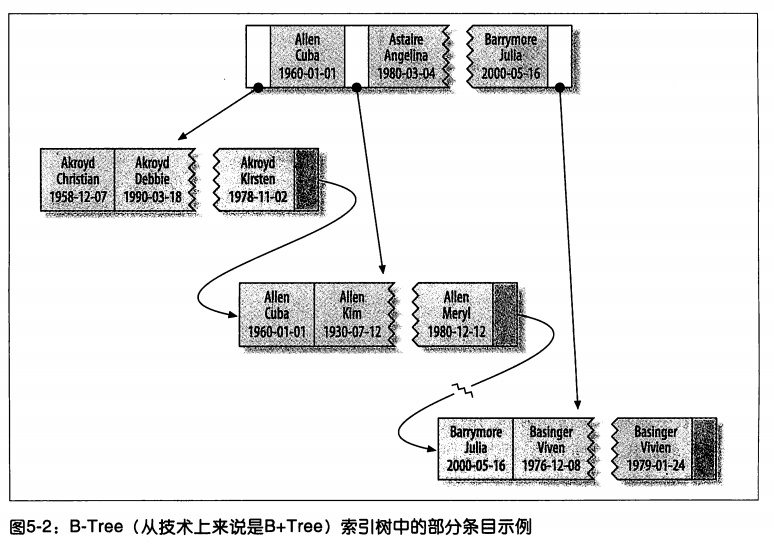 Allen
Cuba
1960-01-01
Astaire
Angelina
1980-03-04
Barrymore
Julia
2000-05-16
Akroyd
Christian
1958-12-07
Akroyd
Debbie
1990-03-18
Akroyd
Kirsten
1978-11-02
Allen
Cuba
1960-01-01
Allen
Kim
1930-07-12
Allen
Meryl
1980-12-12
Barrymore
Julia
2000-05-16
Basinger
Viven
1976-12-08
Basinger
Vivien
1979-01-24
图5-2：B-Tree（从技术上来说是B+Tree）索引树中的部分条目示例